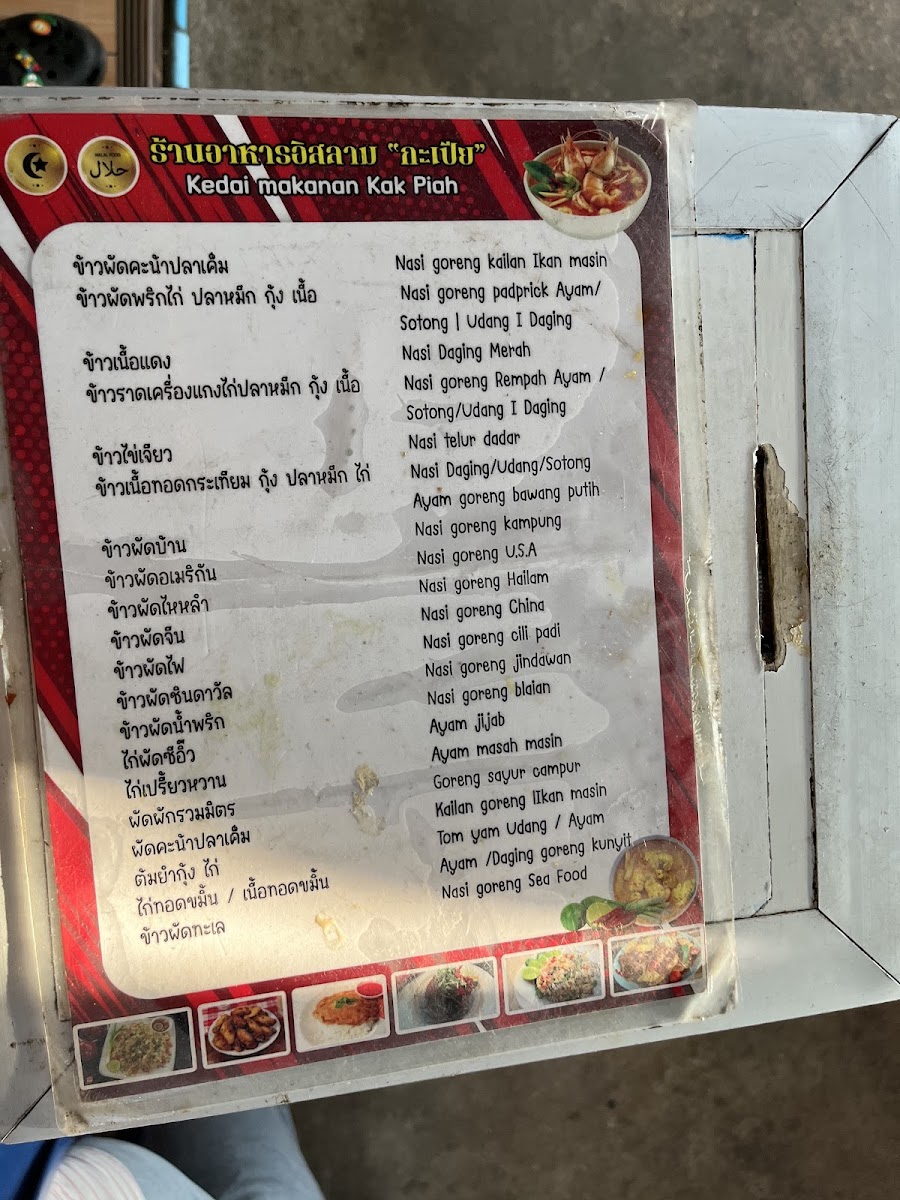 HALAL FOOD
حلال
ร้านอาหารอิสลาม "กะเปีย"
Kedai makanan Kak Piah
ข้าวผัดคะน้าปลาเค็ม
ข้าวผัดพริกไก่ ปลาหมึก กุ้ง เนื้อ
ข้าวเนื้อแดง
ข้าวราดเครื่องแกงไก่ปลาหมึก กุ้ง เนื้อ
ข้าวไข่เจียว
ข้าวเนื้อทอดกระเทียม กุ้ง ปลาหมึก ไก่
ข้าวผัดบ้าน
ข้าวผัดอเมริกัน
ข้าวผัดไหหลำ
ข้าวผัดจีน
ข้าวผัดไฟ
ข้าวผัดซินดาวัล
ข้าวผัดน้ำพริก
ไก่ผัดซีอิ๊ว
ไก่เปรี้ยวหวาน
ผัดผักรวมมิตร
ผัดคะน้าปลาเค็ม
ต้มยำกุ้ง ไก่
ไก่ทอดขมิ้น / เนื้อทอดขมิ้น
ข้าวผัดทะเล
Nasi goreng kailan Ikan masin
Nasi goreng padprick Ayam/
Sotong | Udang I Daging
Nasi Daging Merah
Nasi goreng Rempah Ayam /
Sotong/Udang I Daging
Nasi telur dadar
Nasi Daging/Udang/Sotong
Ayam goreng bawang putih
Nasi goreng kampung
Nasi goreng U.S.A
Nasi goreng Hailam
Nasi goreng China
Nasi goreng cili padi
Nasi goreng jindawan
Nasi goreng blaian
Ayam jijab
Ayam masah masin
Goreng sayur campur
Kailan goreng lIkan masin
Tom yam Udang / Ayam
Ayam /Daging goreng kunyit
Nasi goreng Sea Food